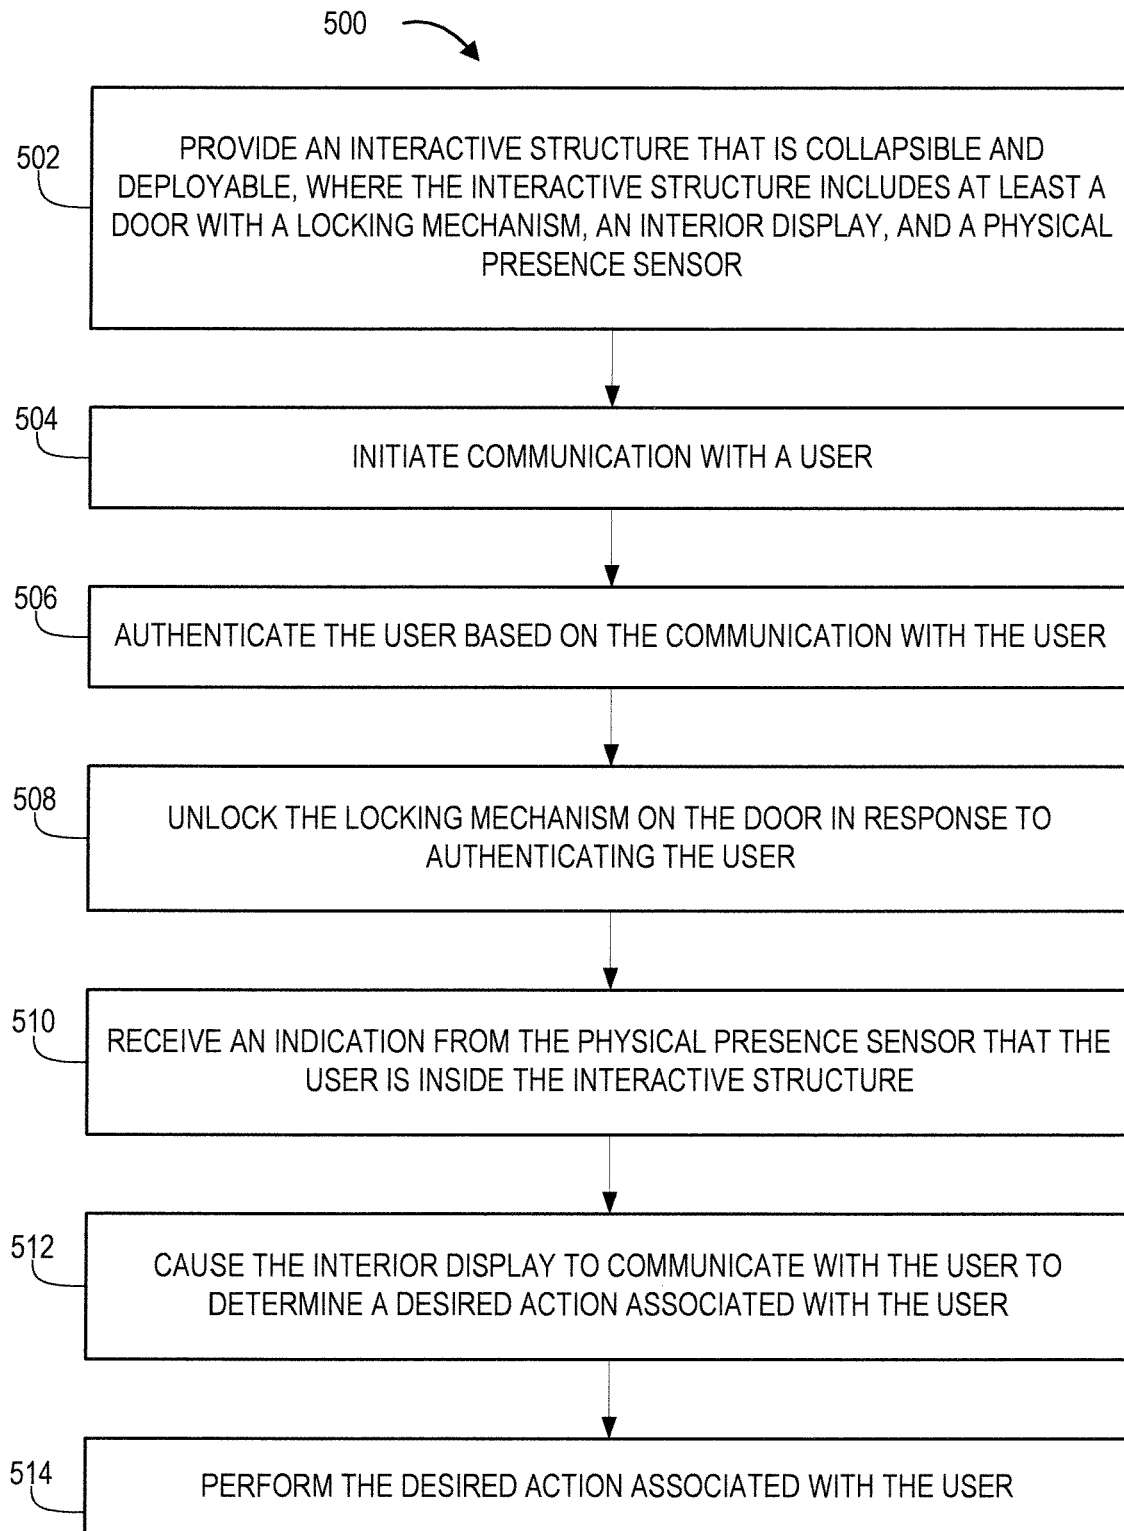 500
502
PROVIDE AN INTERACTIVE STRUCTURE THAT IS COLLAPSIBLE AND
DEPLOYABLE, WHERE THE INTERACTIVE STRUCTURE INCLUDES AT LEAST A
DOOR WITH A LOCKING MECHANISM, AN INTERIOR DISPLAY, AND A PHYSICAL
PRESENCE SENSOR
504
INITIATE COMMUNICATION WITH A USER
506
AUTHENTICATE THE USER BASED ON THE COMMUNICATION WITH THE USER
508
UNLOCK THE LOCKING MECHANISM ON THE DOOR IN RESPONSE TO
AUTHENTICATING THE USER
510
RECEIVE AN INDICATION FROM THE PHYSICAL PRESENCE SENSOR THAT THE
USER IS INSIDE THE INTERACTIVE STRUCTURE
512
CAUSE THE INTERIOR DISPLAY TO COMMUNICATE WITH THE USER TO
DETERMINE A DESIRED ACTION ASSOCIATED WITH THE USER
514
PERFORM THE DESIRED ACTION ASSOCIATED WITH THE USER